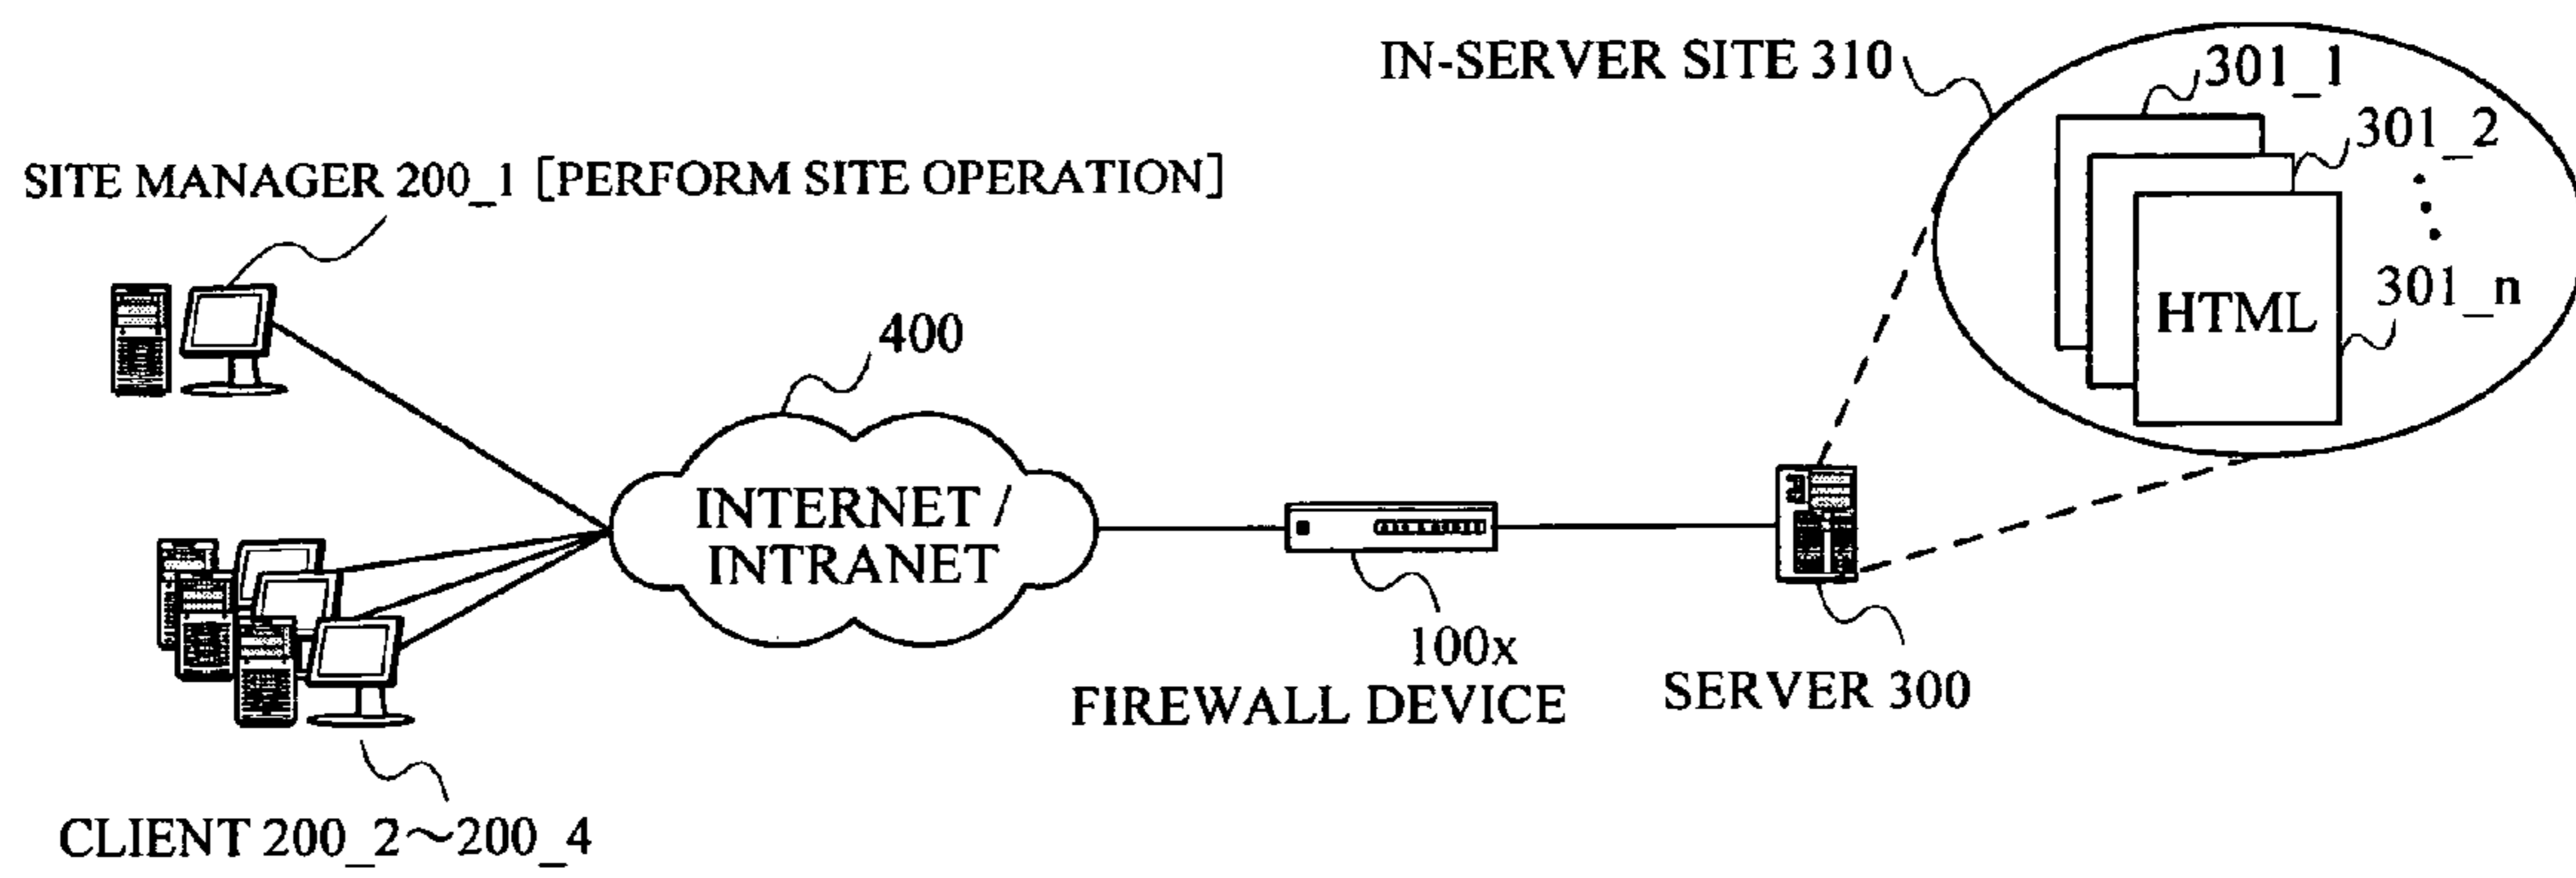 IN-SERVER SITE 310
301_1
301_2
SITE MANAGER 200_1 [PERFORM SITE OPERATION]
301_n
HTML
400
INTERNET /
INTRANET
100x
FIREWALL DEVICE
SERVER 300
CLIENT 200_2~200_4